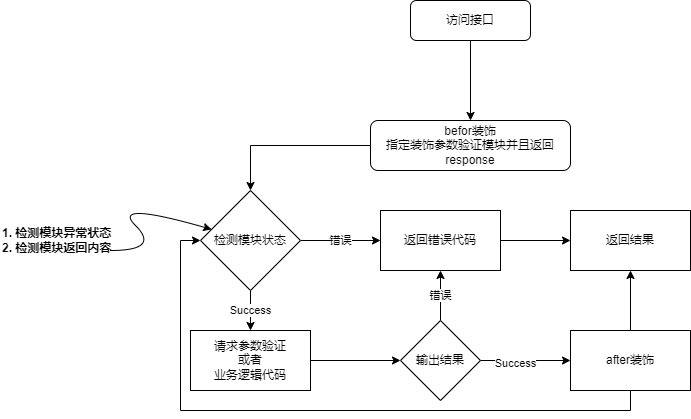 访问接口
befor装饰
指定装饰参数验证模块并且返回
response
1. 检测模块异常状态
2. 检测模块返回内容
检测模块状态
错误
返回错误代码
返回结果
Success
错误
请求参数验证
或者
业务逻辑代码
输出结果
Success
after装饰